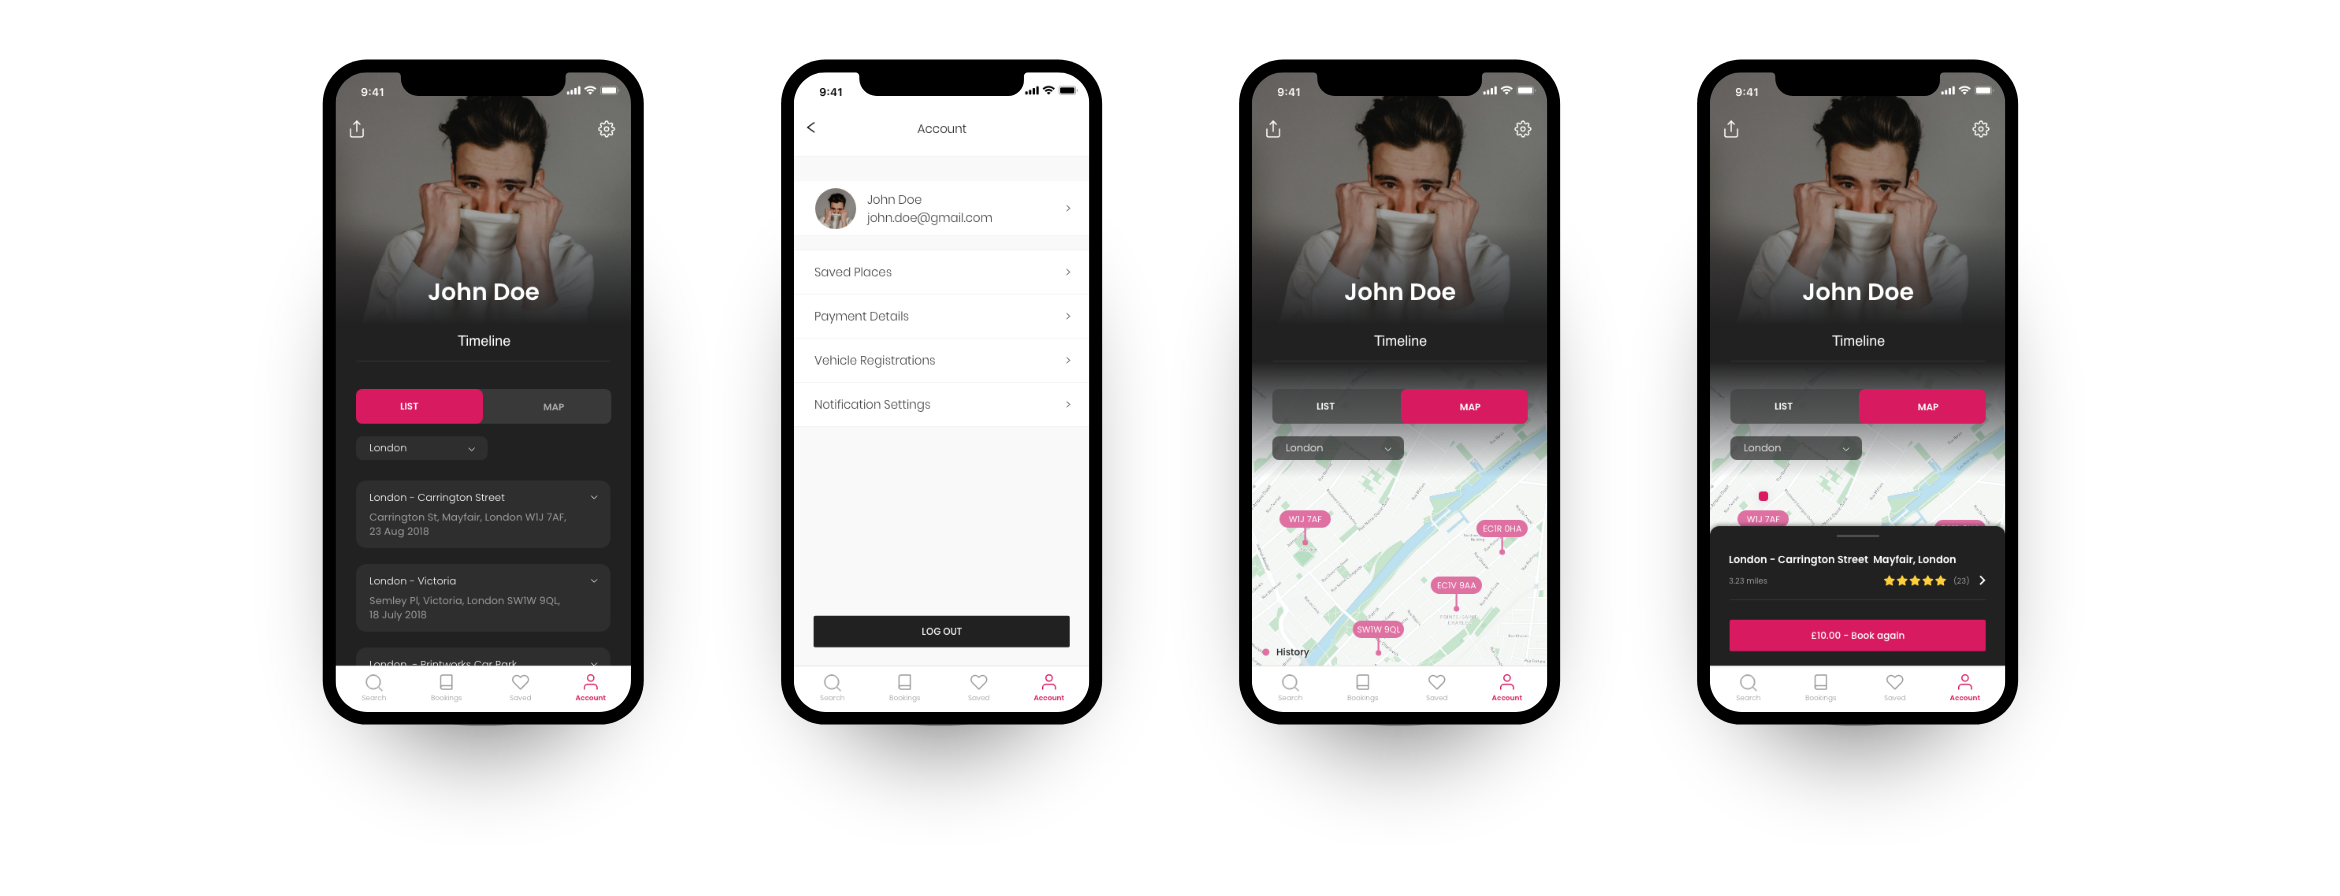 9:41
John Doe
Timeline
LIST
MAP
London
London - Carrington Street
Carrington St, Mayfair, London W1J 7AF,
23 Aug 2018
London - Victoria
Semley Pl, Victoria, London SW1W 9QL,
18 July 2018
London - Printworks Car Park
Search
Bookings
Saved
Account
9:41
Account
John Doe
john.doe@gmail.com
Saved Places
Payment Details
Vehicle Registrations
Notification Settings
LOG OUT
Search
Bookings
Saved
Account
9:41
John Doe
Timeline
LIST
MAP
London
W1J 7AF
EC1R 0HA
EC1V 9AA
SW1W 9QL
History
Search
Bookings
Saved
Account
9:41
John Doe
Timeline
LIST
MAP
London
W1J 7AF
London - Carrington Street Mayfair, London
3.23 miles
(23)
£10.00 - Book again
Search
Bookings
Saved
Account